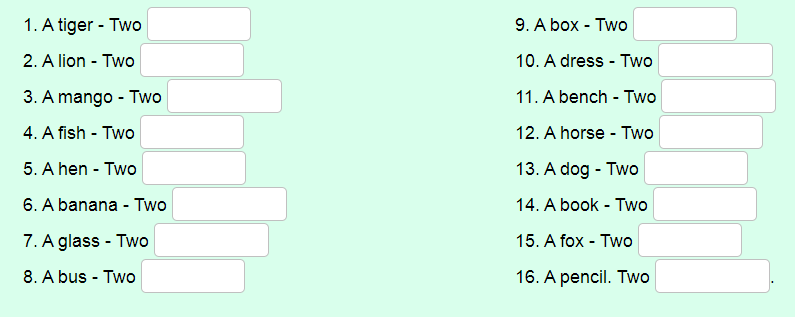 1. A tiger - Two
2. A lion - Two
3. A mango - Two
4. A fish - Two
5. A hen - Two
6. A banana - Two
7. A glass - Two
8. A bus - Two
9. A box - Two
10. A dress - Two
11. A bench - Two
12. A horse - Two
13. A dog - Two
14. A book - Two
15. A fox - Two
16. A pencil. Two .